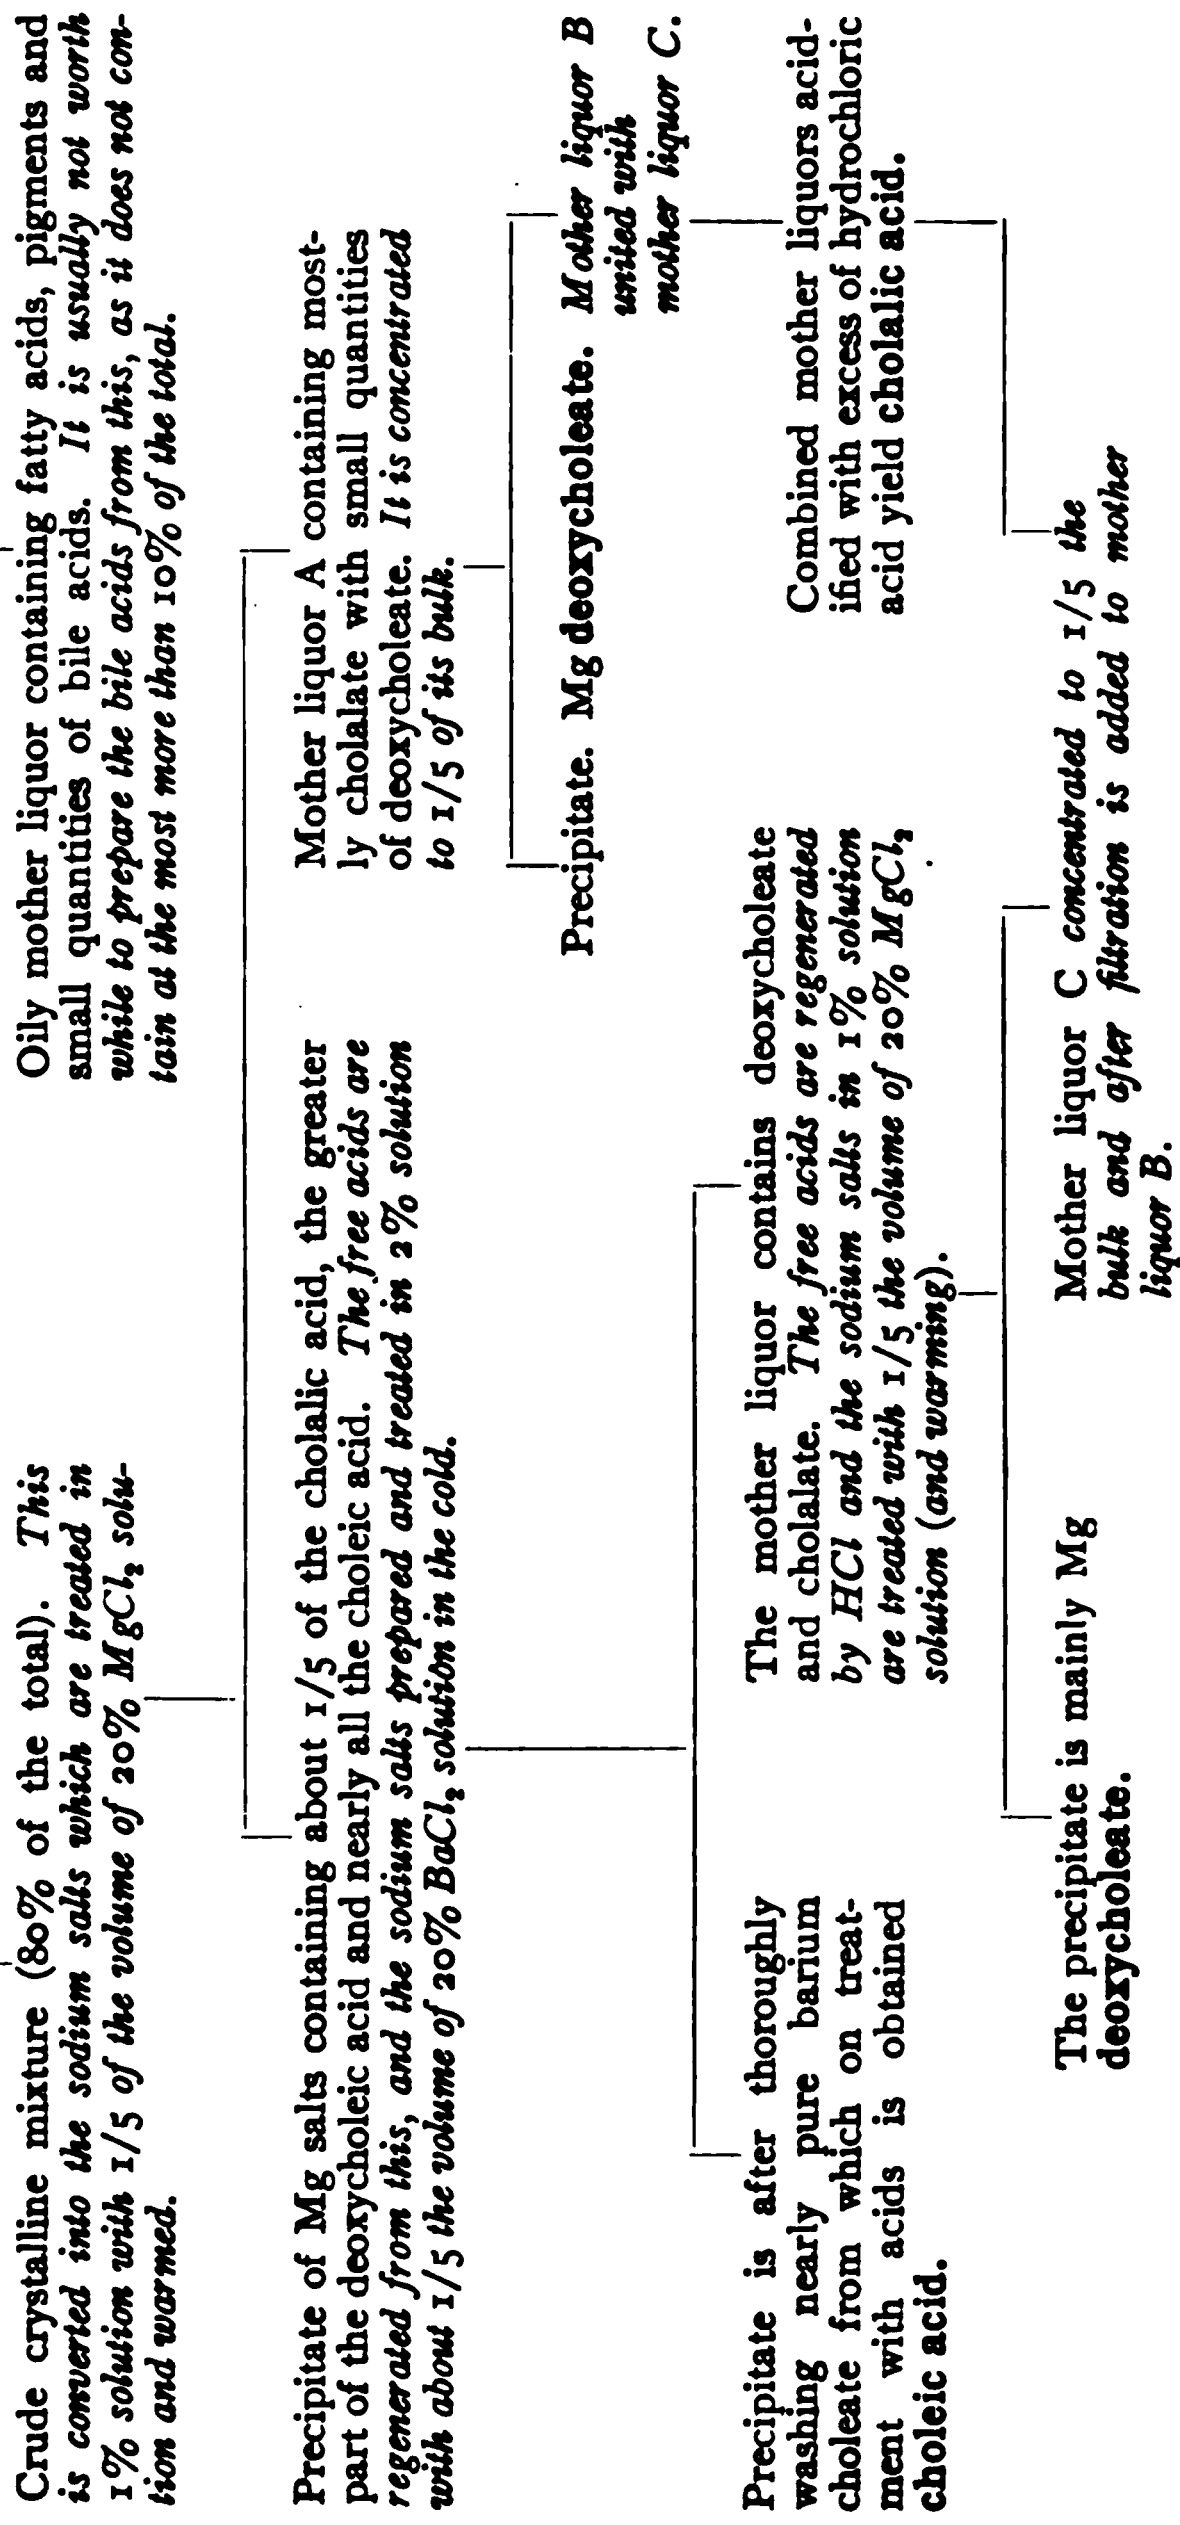 Crude crystalline mixture (80% of the total). This
is converted into the sodium salts which are treated in
1% solution with 1/5 of the volume of 20% MgCl₂ solu-
tion and warmed.
Oily mother liquor containing fatty acids, pigments and
small quantities of bile acids. It is usually not worth
while to prepare the bile acids from this, as it does not con-
tain at the most more than 10% of the total.
Precipitate of Mg salts containing about 1/5 of the cholalic acid, the greater
part of the deoxycholeic acid and nearly all the choleic acid. The free acids are
regenerated from this, and the sodium salts prepared and treated in 2% solution
with about 1/5 the volume of 20% BaCl₂ solution in the cold.
Mother liquor A containing most-
ly cholalate with small quantities
of deoxycholeate. It is concentrated
to 1/5 of its bulk.
Precipitate. Mg deoxycholeate.
Mother liquor B
united with
mother liquor C.
Precipitate is after thoroughly
washing nearly pure barium
choleate from which on treat-
ment with acids is obtained
choleic acid.
The mother liquor contains deoxycholeate
and cholalate. The free acids are regenerated
by HCl and the sodium salts in 1% solution
are treated with 1/5 the volume of 20% MgCl₂
solution (and warming).
Combined mother liquors acid-
ified with excess of hydrochloric
acid yield cholalic acid.
The precipitate is mainly Mg
deoxycholeate.
Mother liquor C concentrated to 1/5 the
bulk and after filtration is added to mother
liquor B.